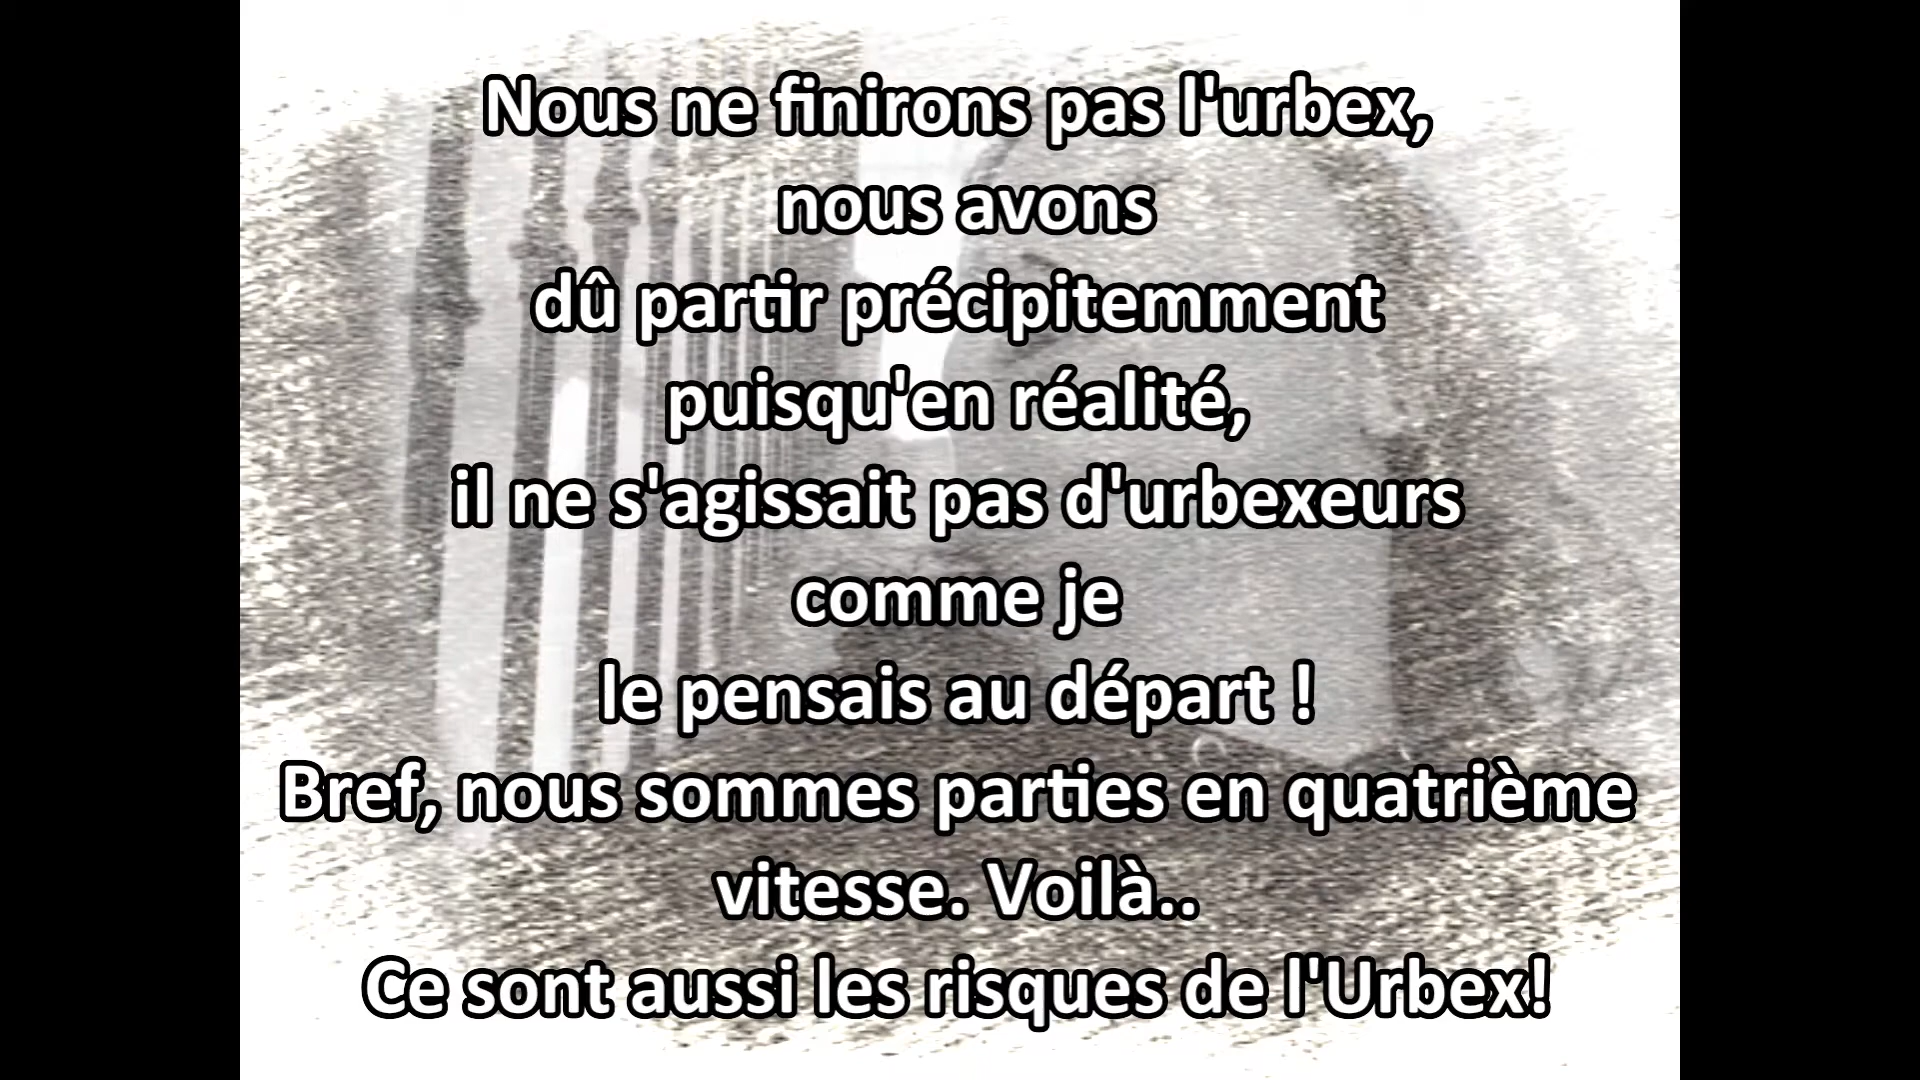 Nous ne finirons pas l'urbex,
nous avons
dû partir précipitemment
puisqu'en réalité,
il ne s'agissait pas d'urbexeurs
comme je
le pensais au départ !
Bref, nous sommes parties en quatrième
vitesse. Voilà..
Ce sont aussi les risques de l'Urbex!